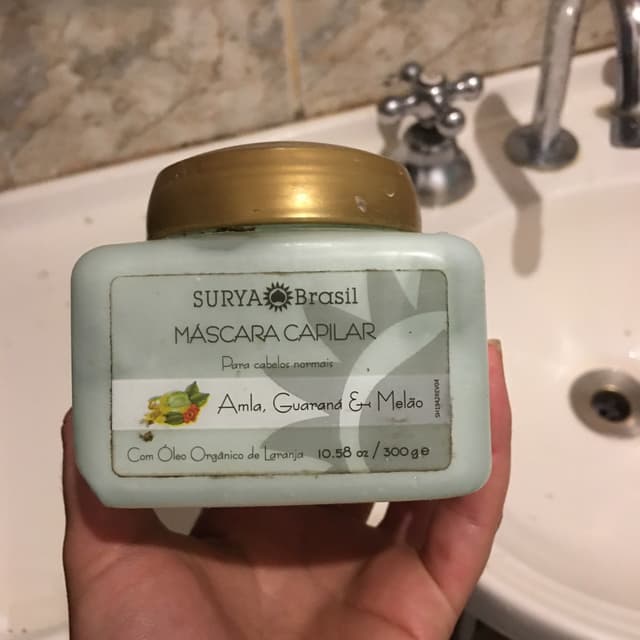 SURYA Brasil
MÁSCARA CAPILAR
Para cabelos normais
Amla, Guaraná & Melão
Com Óleo Orgânico de Laranja 10.58 oz / 300 g e